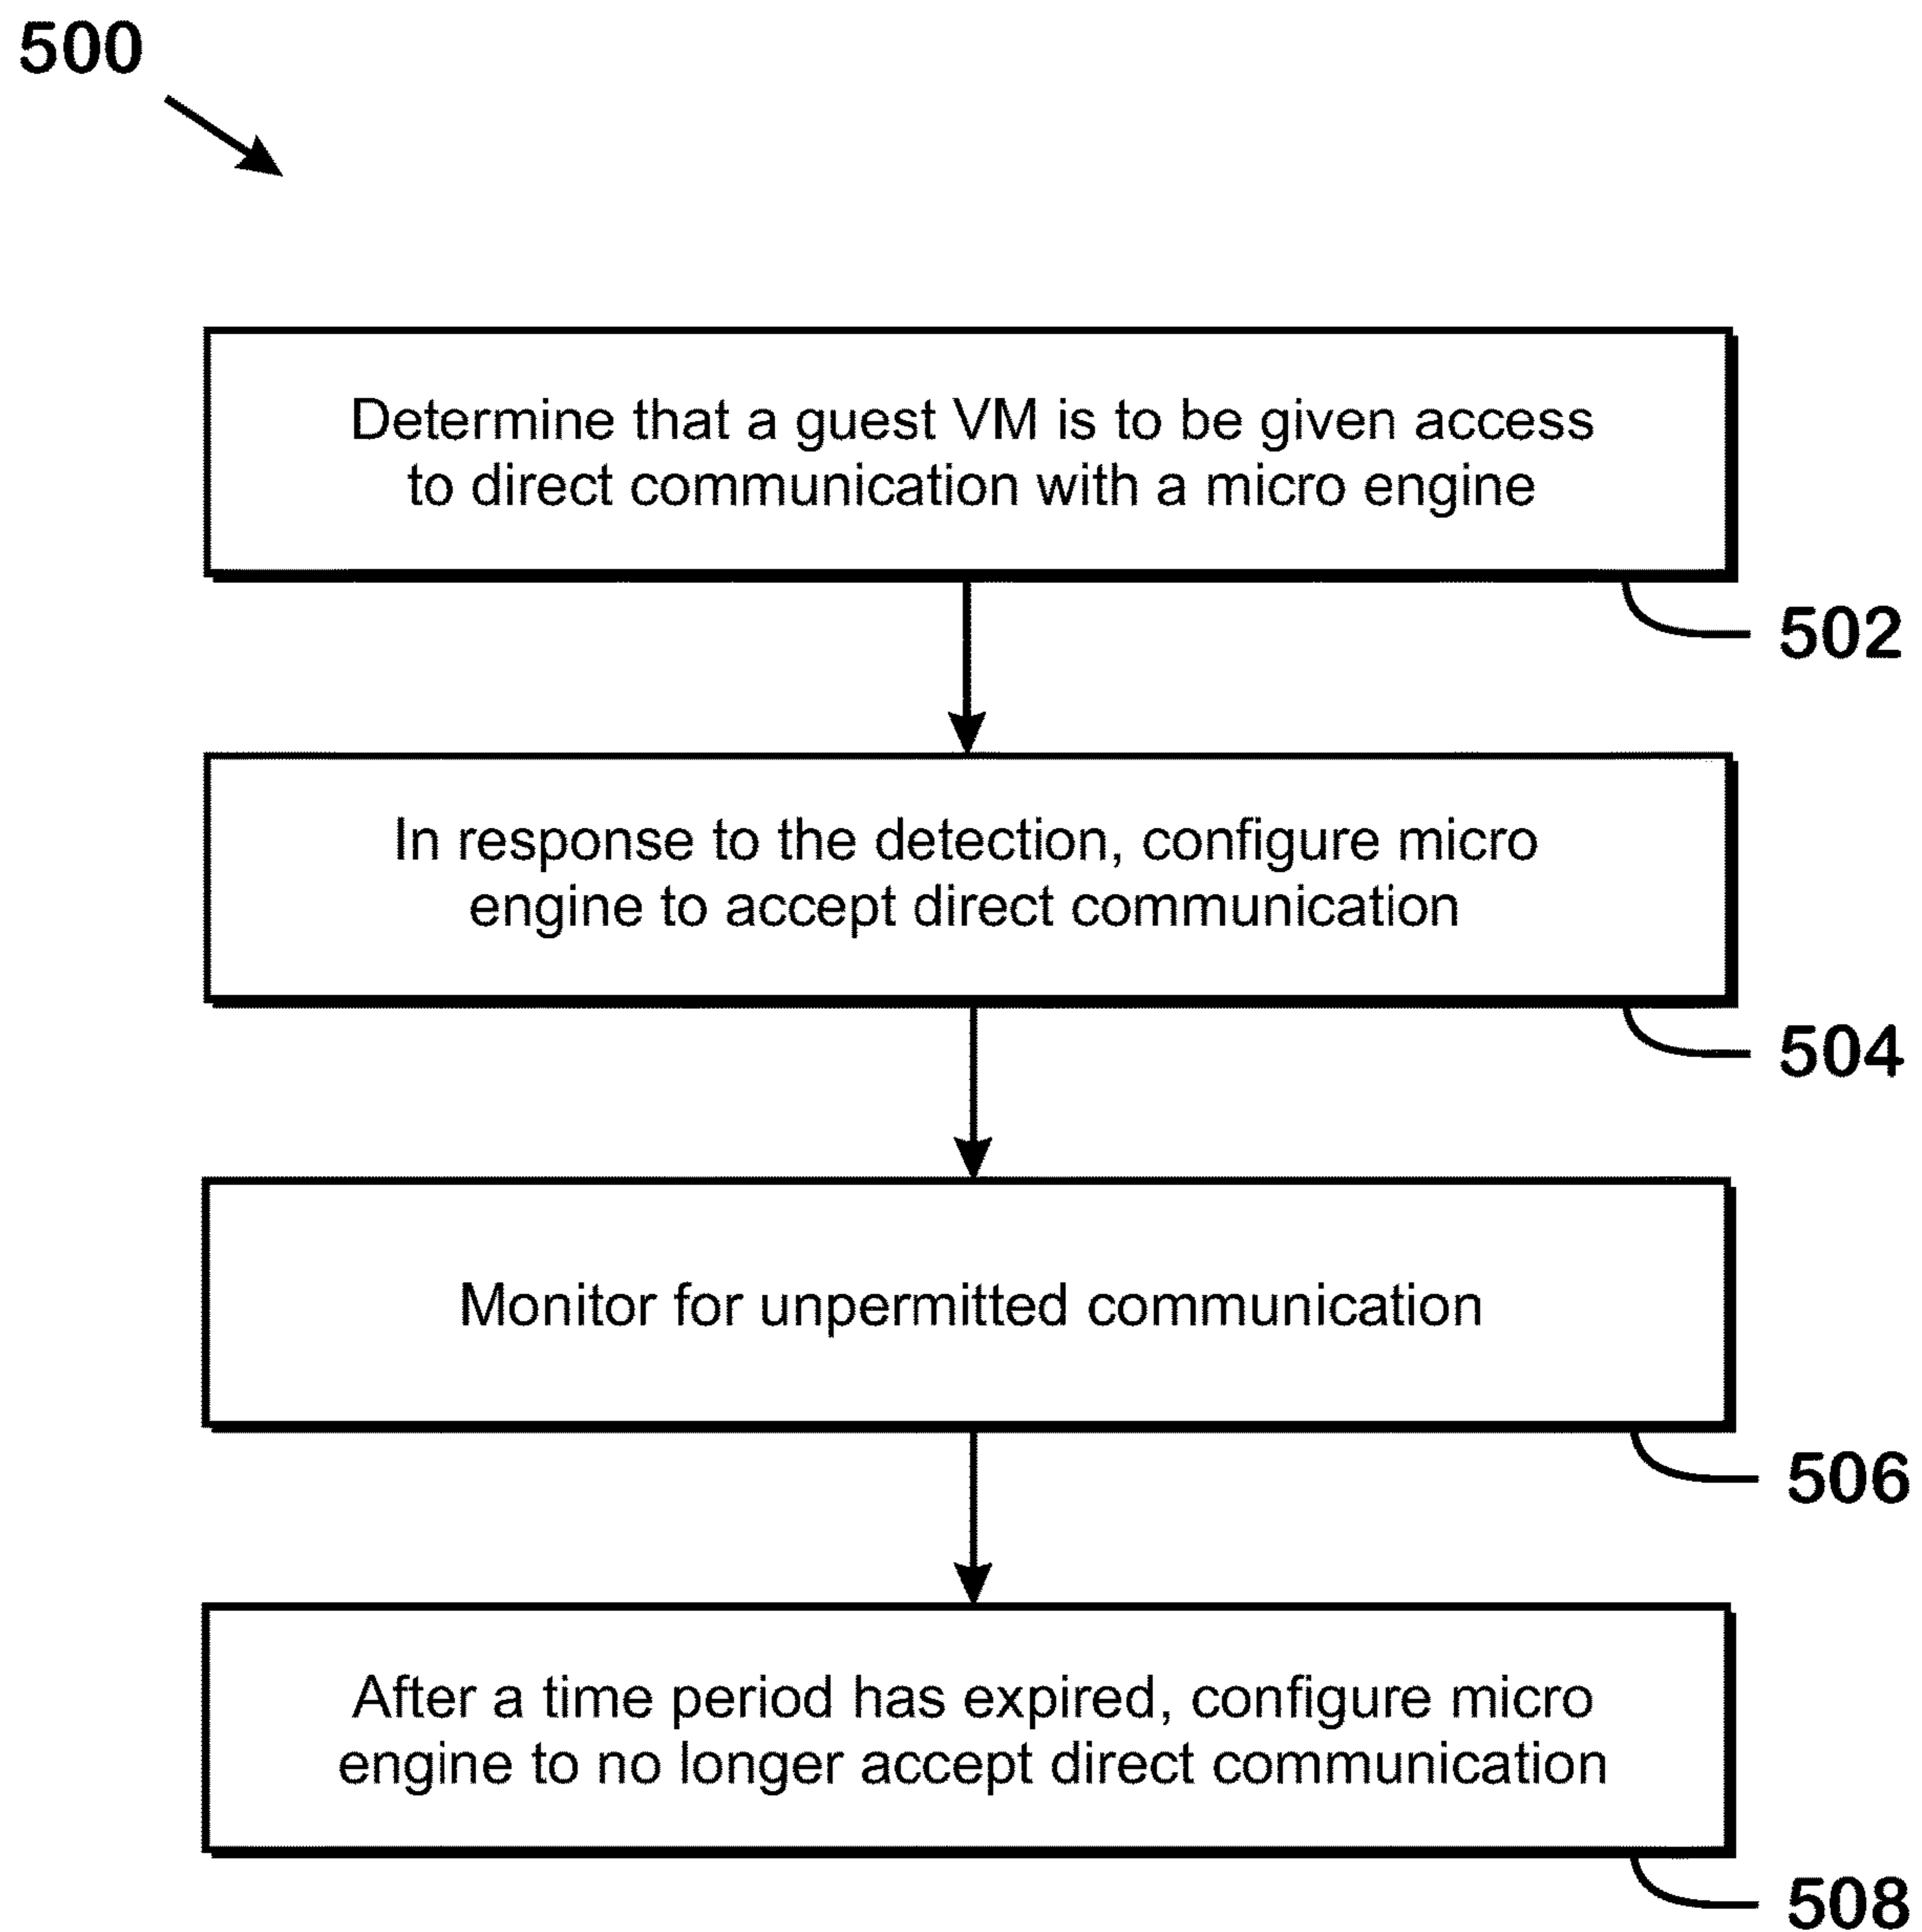 500
Determine that a guest VM is to be given access
to direct communication with a micro engine
502
In response to the detection, configure micro
engine to accept direct communication
504
Monitor for unpermitted communication
506
After a time period has expired, configure micro
engine to no longer accept direct communication
508